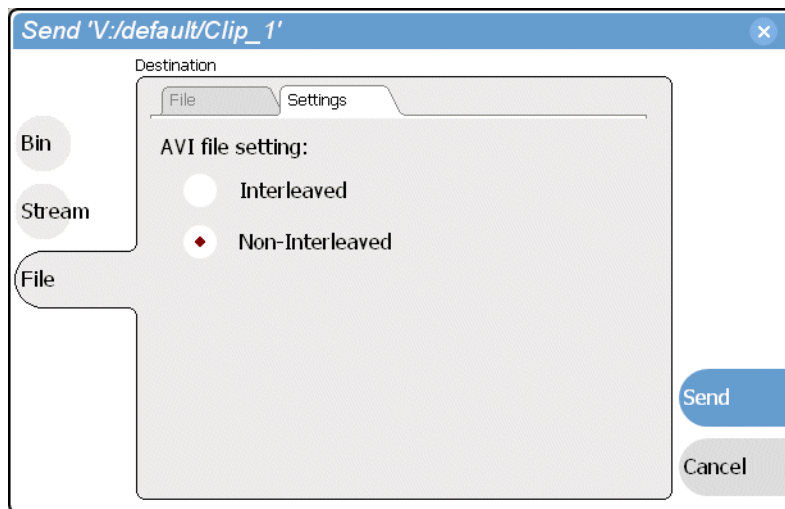 Send 'V:/default/Clip_1'
Destination
File
Settings
Bin
AVI file setting:
Interleaved
Stream
Non-Interleaved
File
Send
Cancel